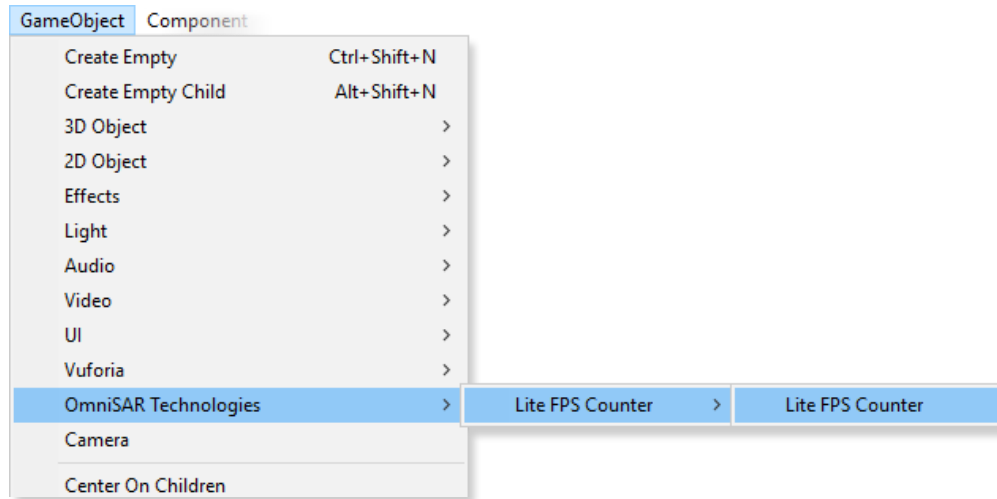 GameObject Component
Create Empty Ctrl+Shift+N
Create Empty Child Alt+Shift+N
3D Object >
2D Object >
Effects >
Light >
Audio >
Video >
UI >
Vuforia >
OmniSAR Technologies > Lite FPS Counter > Lite FPS Counter
Camera
Center On Children